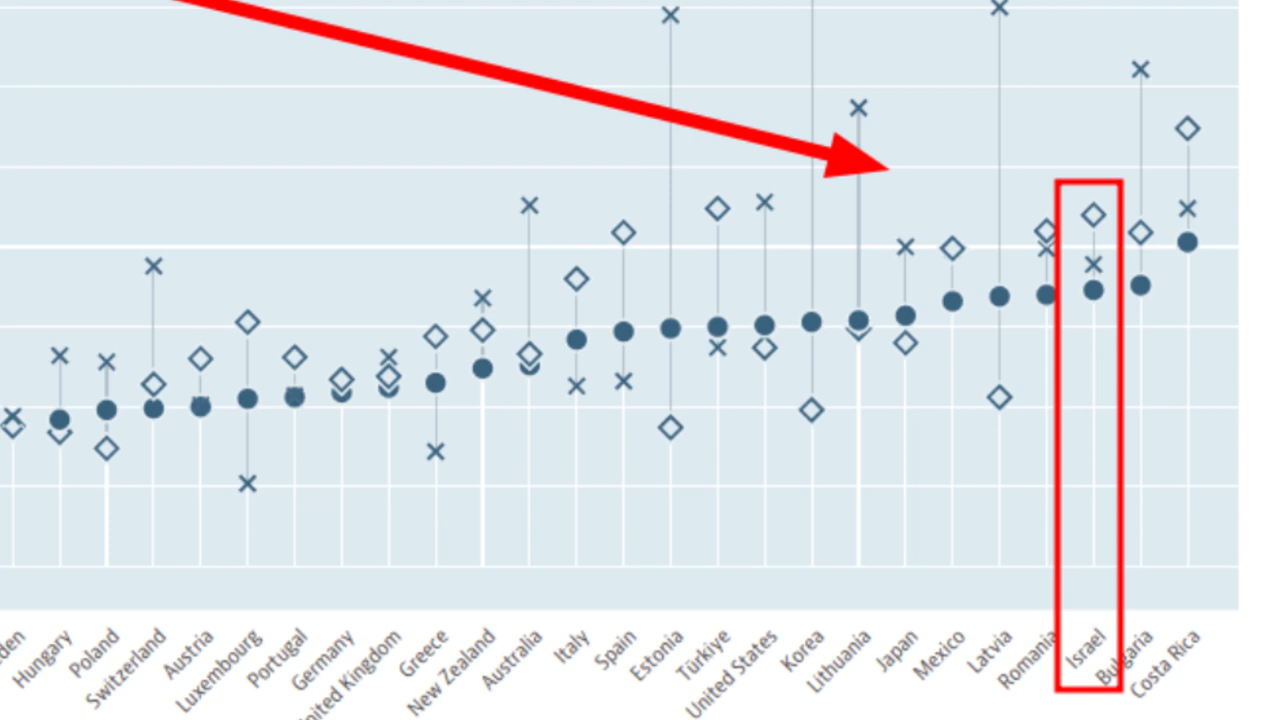 den
Hungary
Poland
Switzerland
Austria
Luxembourg
Portugal
Germany
nited Kingdom
Greece
New Zealand
Australia
Italy
Spain
Estonia
Türkiye
United States
Korea
Lithuania
Japan
Mexico
Latvia
Romania
Israel
Bulgaria
Costa Rica